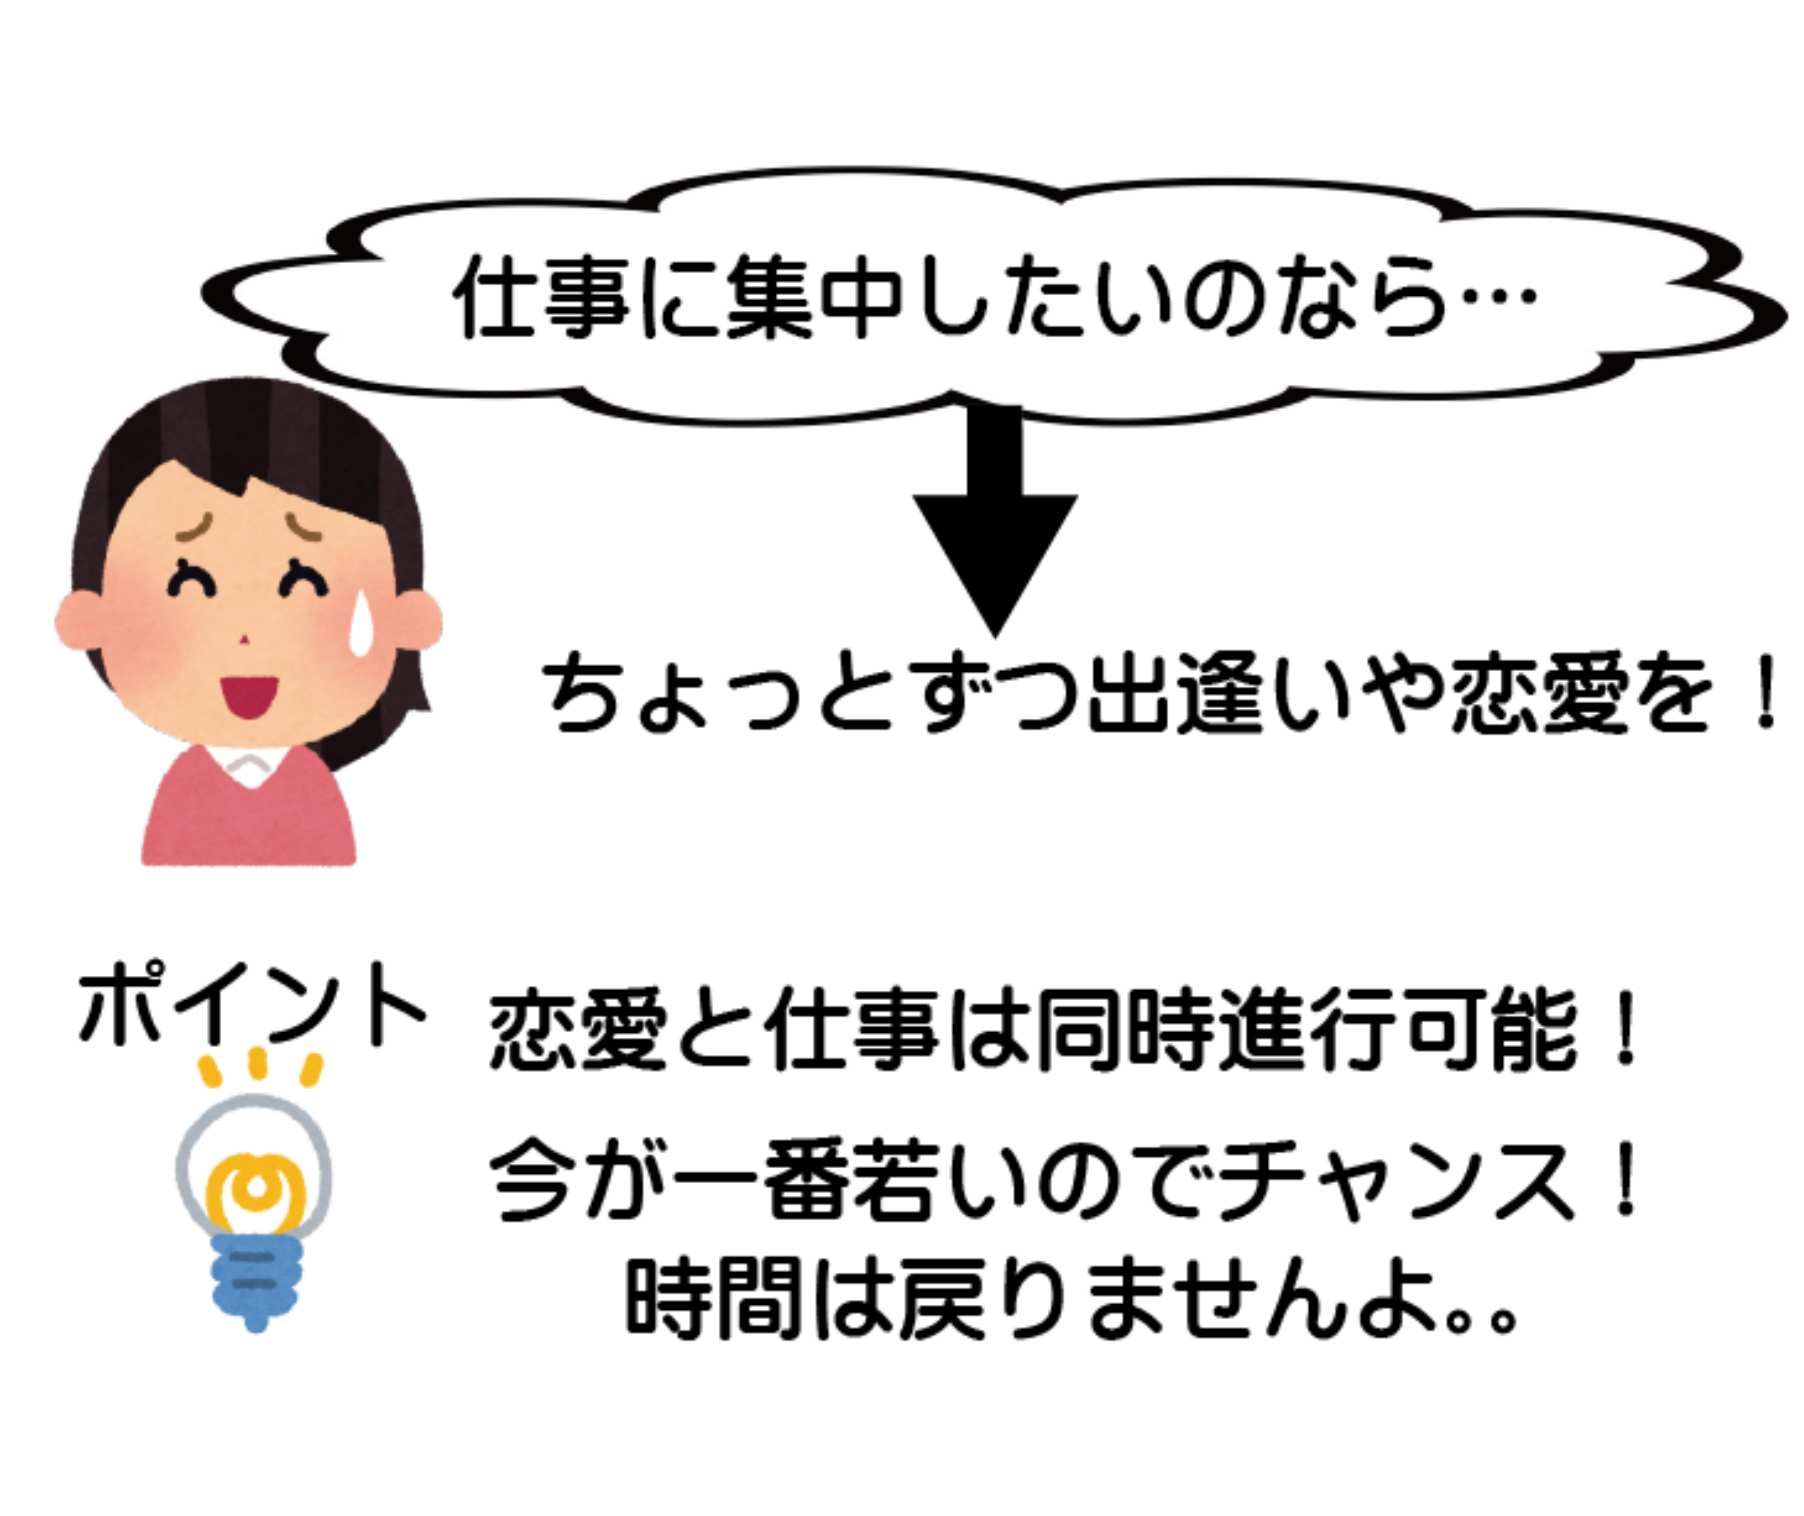 仕事に集中したいのなら…
ちょっとずつ出逢いや恋愛を！
ポイント
恋愛と仕事は同時進行可能！
今が一番若いのでチャンス！
時間は戻りませんよ。。